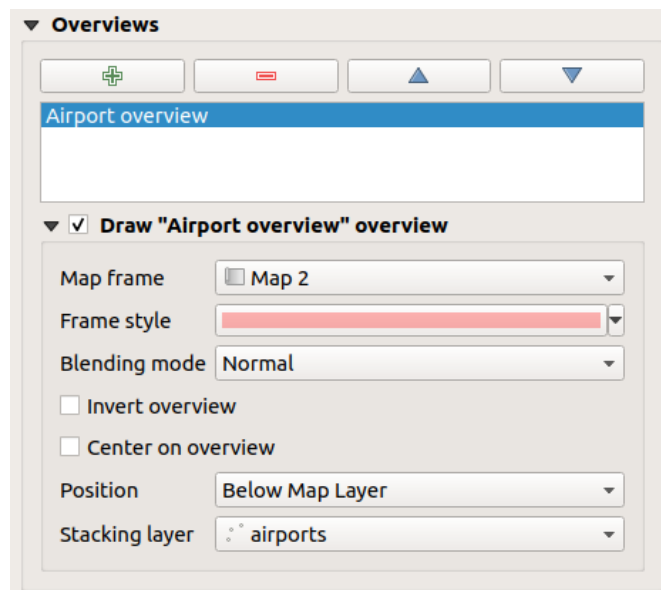 Overviews
Airport overview
Draw "Airport overview" overview
Map frame Map 2
Frame style
Blending mode Normal
Invert overview
Center on overview
Position Below Map Layer
Stacking layer airports